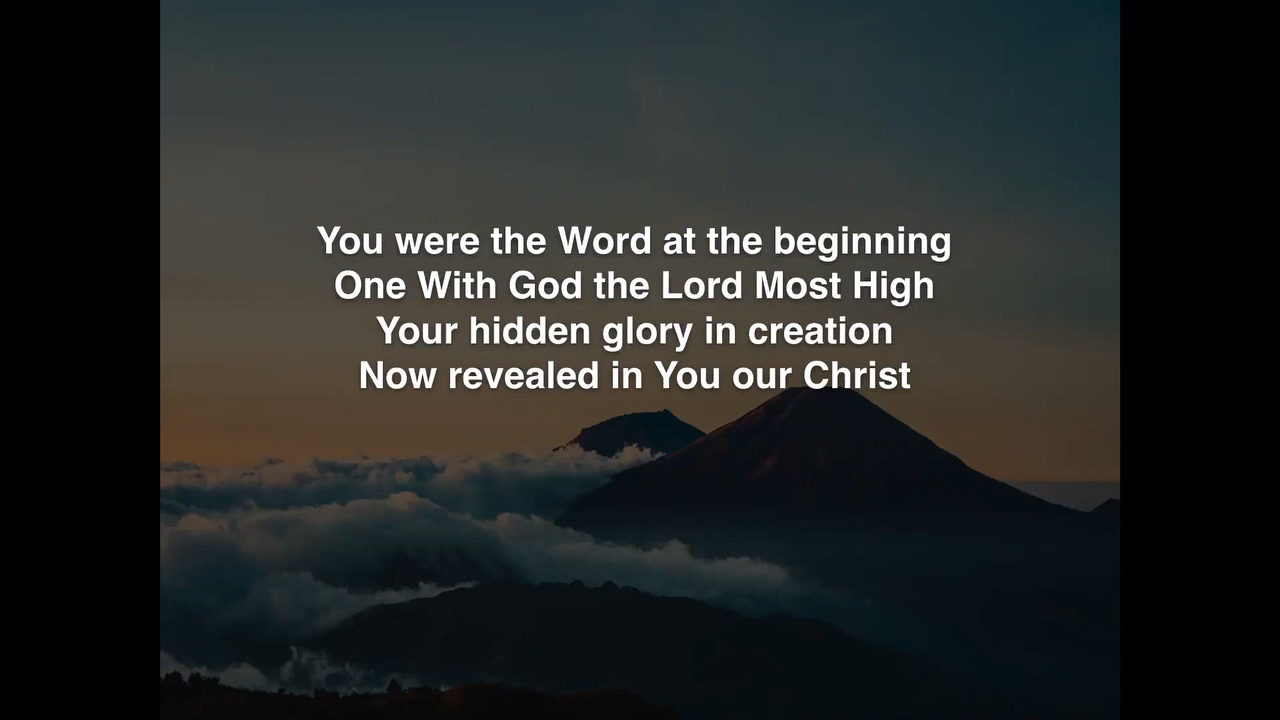 You were the Word at the beginning
One With God the Lord Most High
Your hidden glory in creation
Now revealed in You our Christ